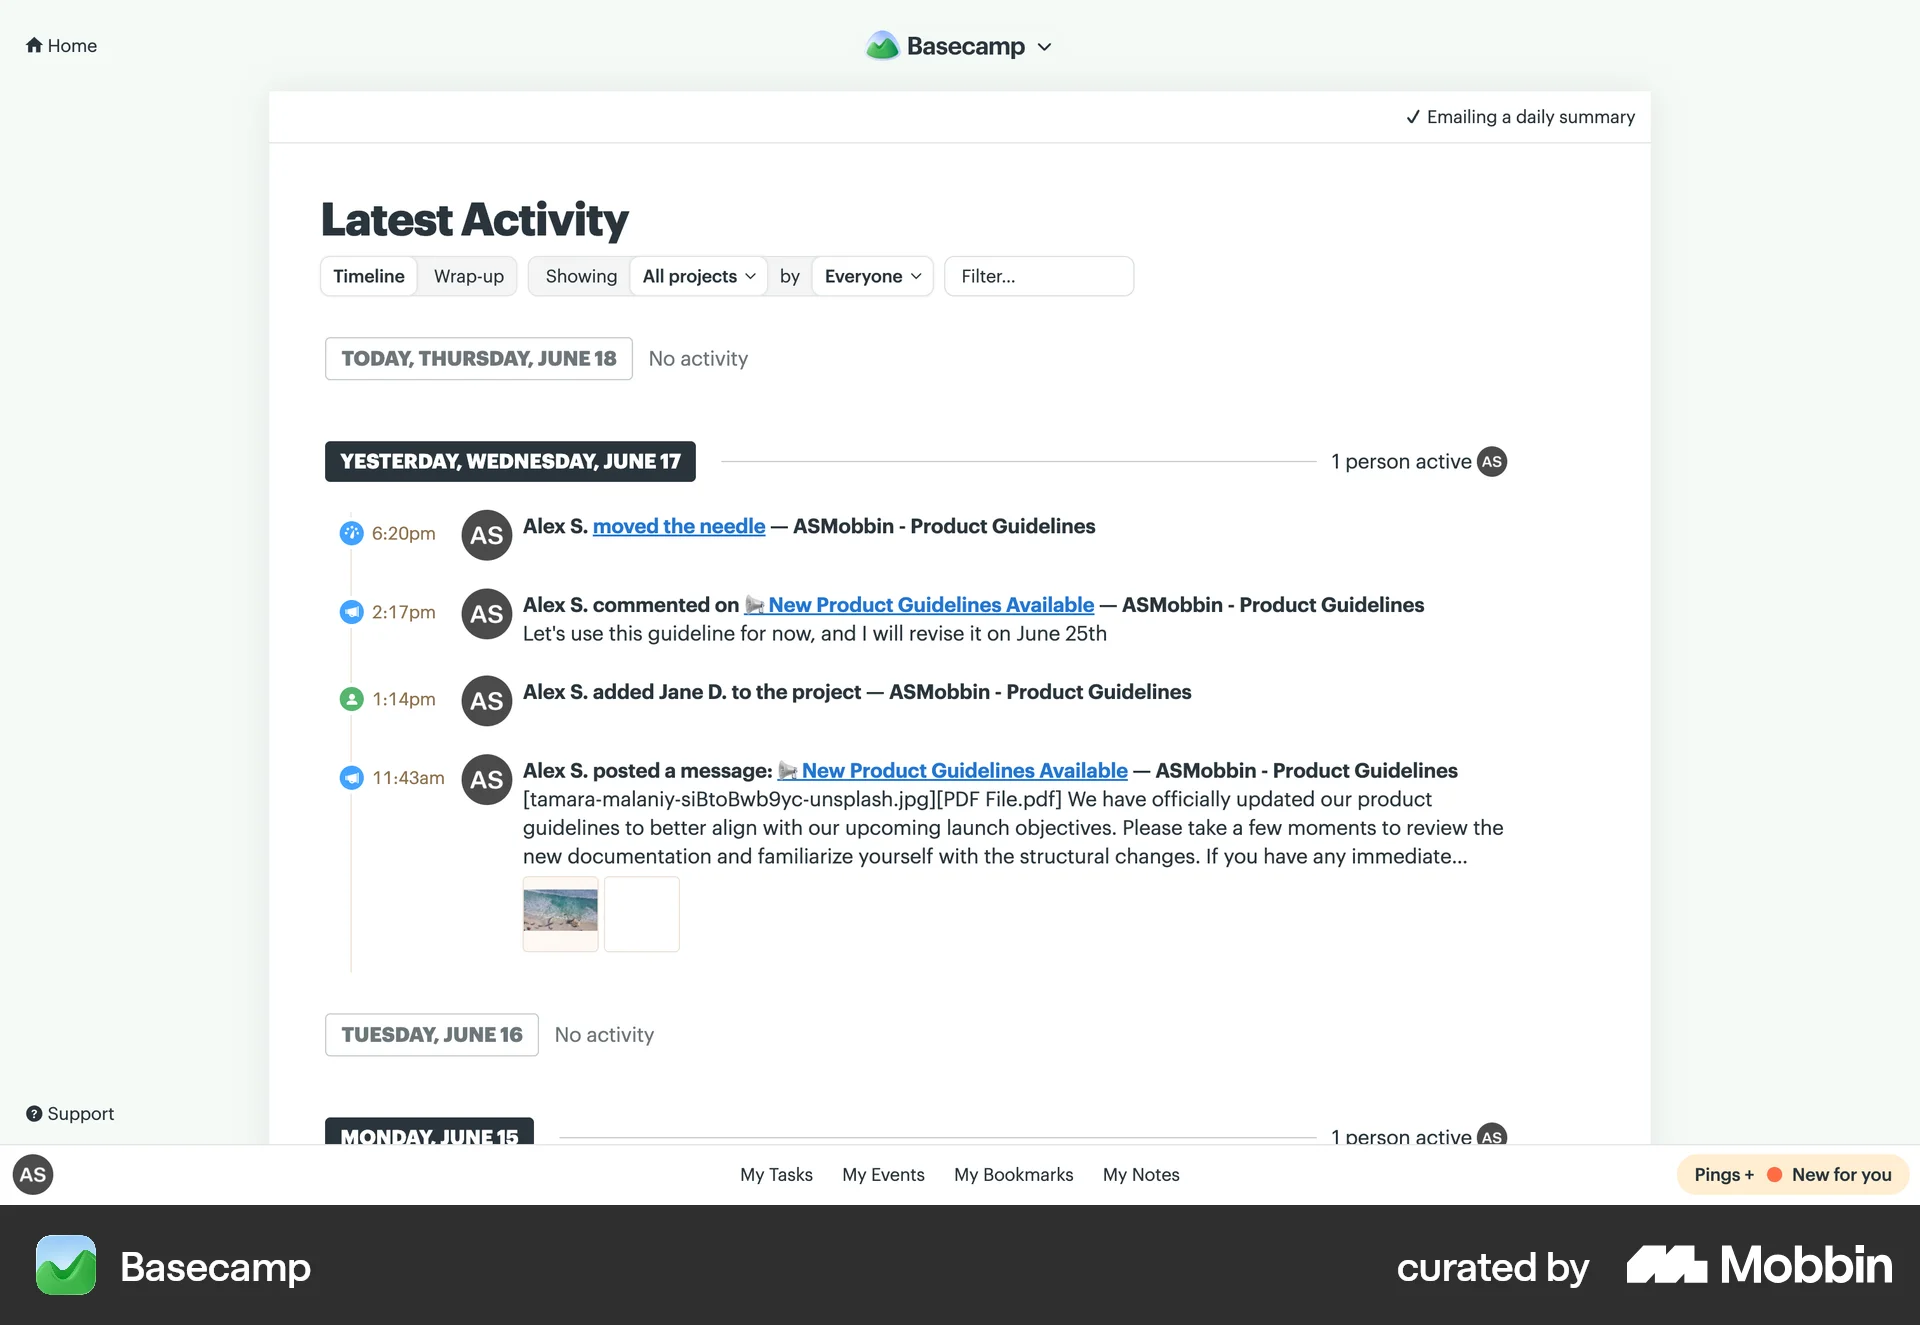 Home
Basecamp
Emailing a daily summary
Latest Activity
Timeline Wrap-up Showing All projects by Everyone Filter...
TODAY, THURSDAY, JUNE 18 No activity
YESTERDAY, WEDNESDAY, JUNE 17 1 person active AS
6:20pm AS Alex S. moved the needle — ASMobbin - Product Guidelines
2:17pm AS Alex S. commented on New Product Guidelines Available — ASMobbin - Product Guidelines
Let's use this guideline for now, and I will revise it on June 25th
1:14pm AS Alex S. added Jane D. to the project — ASMobbin - Product Guidelines
11:43am AS Alex S. posted a message: New Product Guidelines Available — ASMobbin - Product Guidelines
[tamara-malaniy-siBtoBwb9yc-unsplash.jpg][PDF File.pdf] We have officially updated our product
guidelines to better align with our upcoming launch objectives. Please take a few moments to review the
new documentation and familiarize yourself with the structural changes. If you have any immediate...
TUESDAY, JUNE 16 No activity
? Support
MONDAY, JUNE 15 1 person active AS
AS My Tasks My Events My Bookmarks My Notes Pings + New for you
Basecamp curated by Mobbin